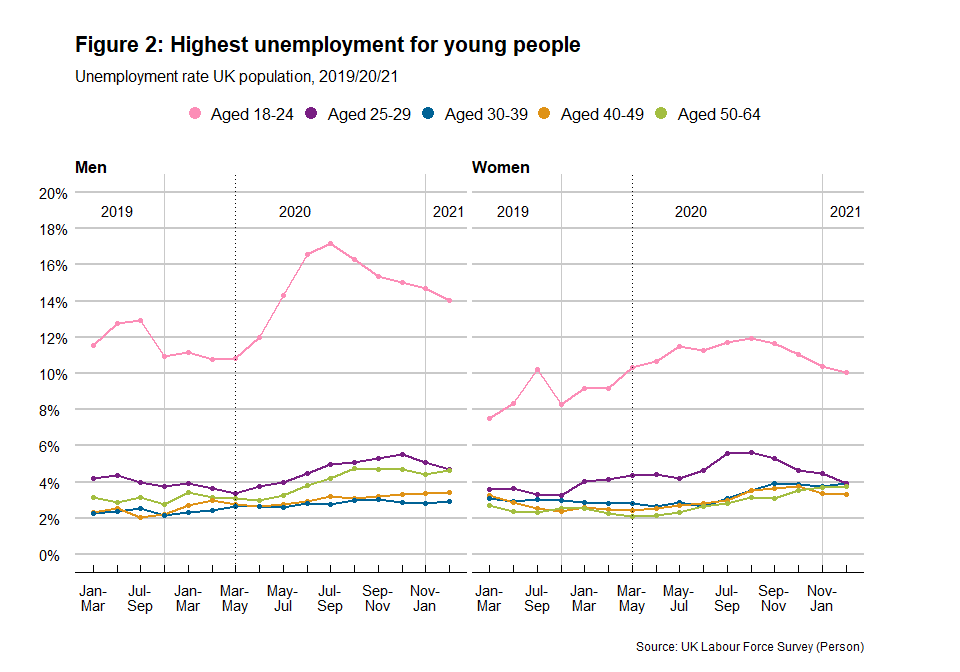 Figure 2: Highest unemployment for young people
Unemployment rate UK population, 2019/20/21
Aged 18-24 Aged 25-29 Aged 30-39 Aged 40-49 Aged 50-64
Men Women
20%
2019 2020 2021 2019 2020 2021
18%
16%
14%
12%
10%
8%
6%
4%
2%
0%
Jan- Jul- Jan- Mar- May- Jul- Sep- Nov- Jan- Jul- Jan- Mar- May- Jul- Sep- Nov-
Mar Sep Mar May Jul Sep Nov Jan Mar Sep Mar May Jul Sep Nov Jan
Source: UK Labour Force Survey (Person)